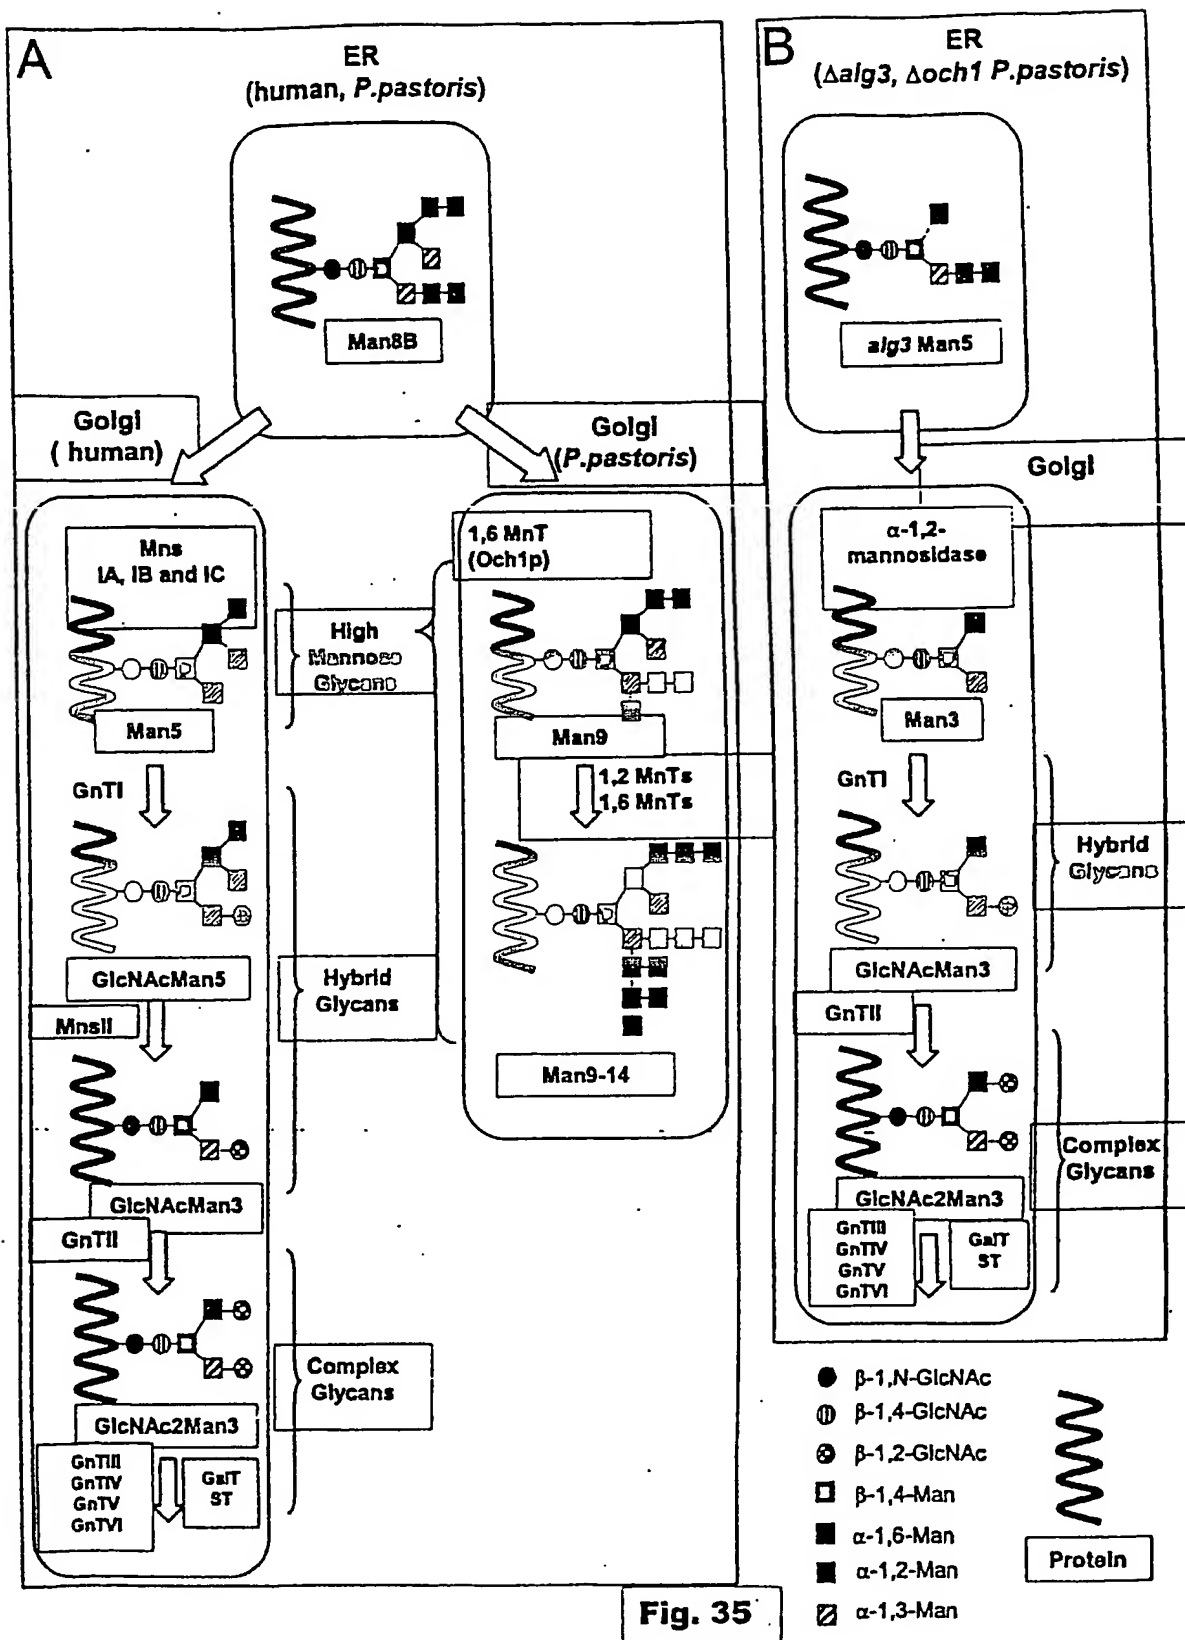 A
ER
(human, P.pastoris)
Man8B
Golgi
( human)
Golgi
(P.pastoris)
Mns
IA, IB and IC
Man5
GnTI
GlcNAcMan5
MnsII
GlcNAcMan3
GnTII
GlcNAc2Man3
GnTIII
GnTIV
GnTV
GnTVI
GalT
ST
High
Mannose
Glycans
Hybrid
Glycans
Complex
Glycans
1,6 MnT
(Och1p)
Man9
1,2 MnTs
1,6 MnTs
Man9-14
B
ER
(Δalg3, Δoch1 P.pastoris)
alg3 Man5
Golgi
α-1,2-
mannosidase
Man3
GnTI
GlcNAcMan3
GnTII
GlcNAc2Man3
GnTIII
GnTIV
GnTV
GnTVI
GalT
ST
Hybrid
Glycans
Complex
Glycans
β-1,N-GlcNAc
β-1,4-GlcNAc
β-1,2-GlcNAc
β-1,4-Man
α-1,6-Man
α-1,2-Man
α-1,3-Man
Protein
Fig. 35